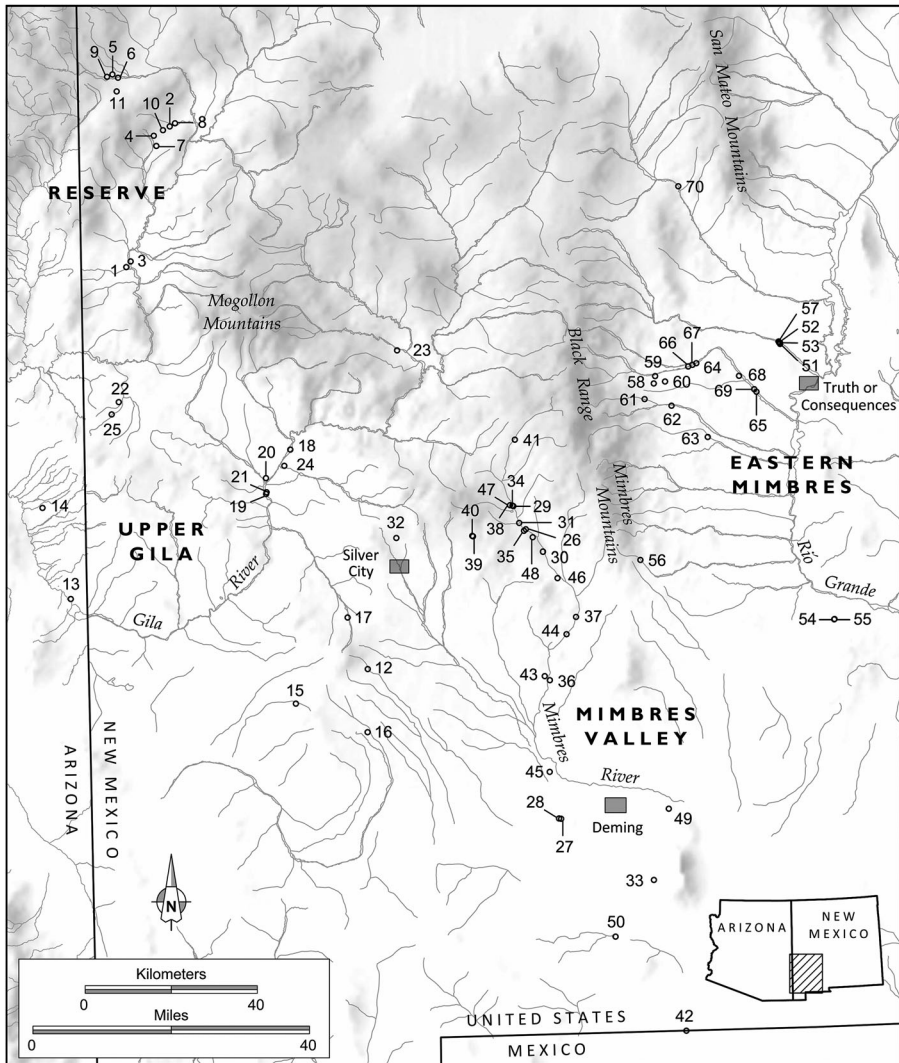 9
5
6
11
10
2
8
4
7
RESERVE
3
1
San Mateo Mountains
70
Mogollon
Mountains
23
Black Range
57
52
53
51
67
66
64
68
59
58
60
69
65
61
62
63
Truth or
Consequences
EASTERN
MIMBRES
22
25
18
20
24
21
19
14
UPPER
GILA
River
13
Gila
32
Silver
City
41
34
47
29
40
38
31
26
39
35
48
30
46
Mimbres
Mountains
56
Río
Grande
54
55
17
12
15
16
37
44
43
36
Mimbres
River
MIMBRES
VALLEY
45
28
27
Deming
49
33
50
ARIZONA
NEW MEXICO
N
Kilometers
0
40
Miles
0
40
ARIZONA
NEW
MEXICO
UNITED STATES
42
MEXICO